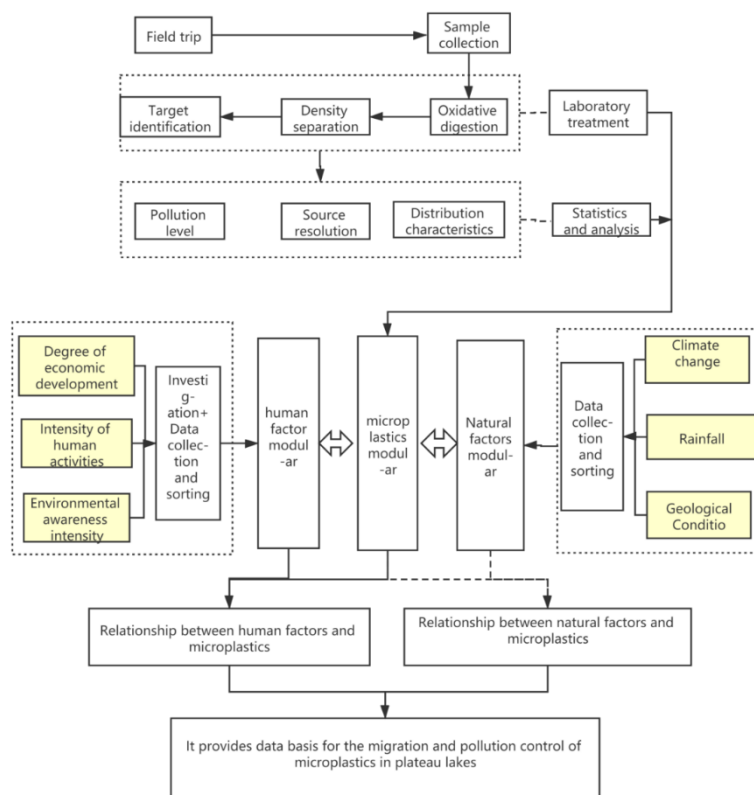 Field trip
Sample
collection
Target
identification
Density
separation
Oxidative
digestion
Laboratory
treatment
Pollution
level
Source
resolution
Distribution
characteristics
Statistics
and analysis
Degree of
economic
development
Intensity of
human
activities
Environmental
awareness
intensity
Investi
g-ation+
Data
collec-
tion
and
sorting
human
factor
modul-
ar
microp
lastics
modul-
ar
Natural
factors
modul-
ar
Data
collec-
tion
and
sorting
Climate
change
Rainfall
Geological
Conditio
Relationship between human factors and
microplastics
Relationship between natural factors and
microplastics
It provides data basis for the migration and pollution control of
microplastics in plateau lakes